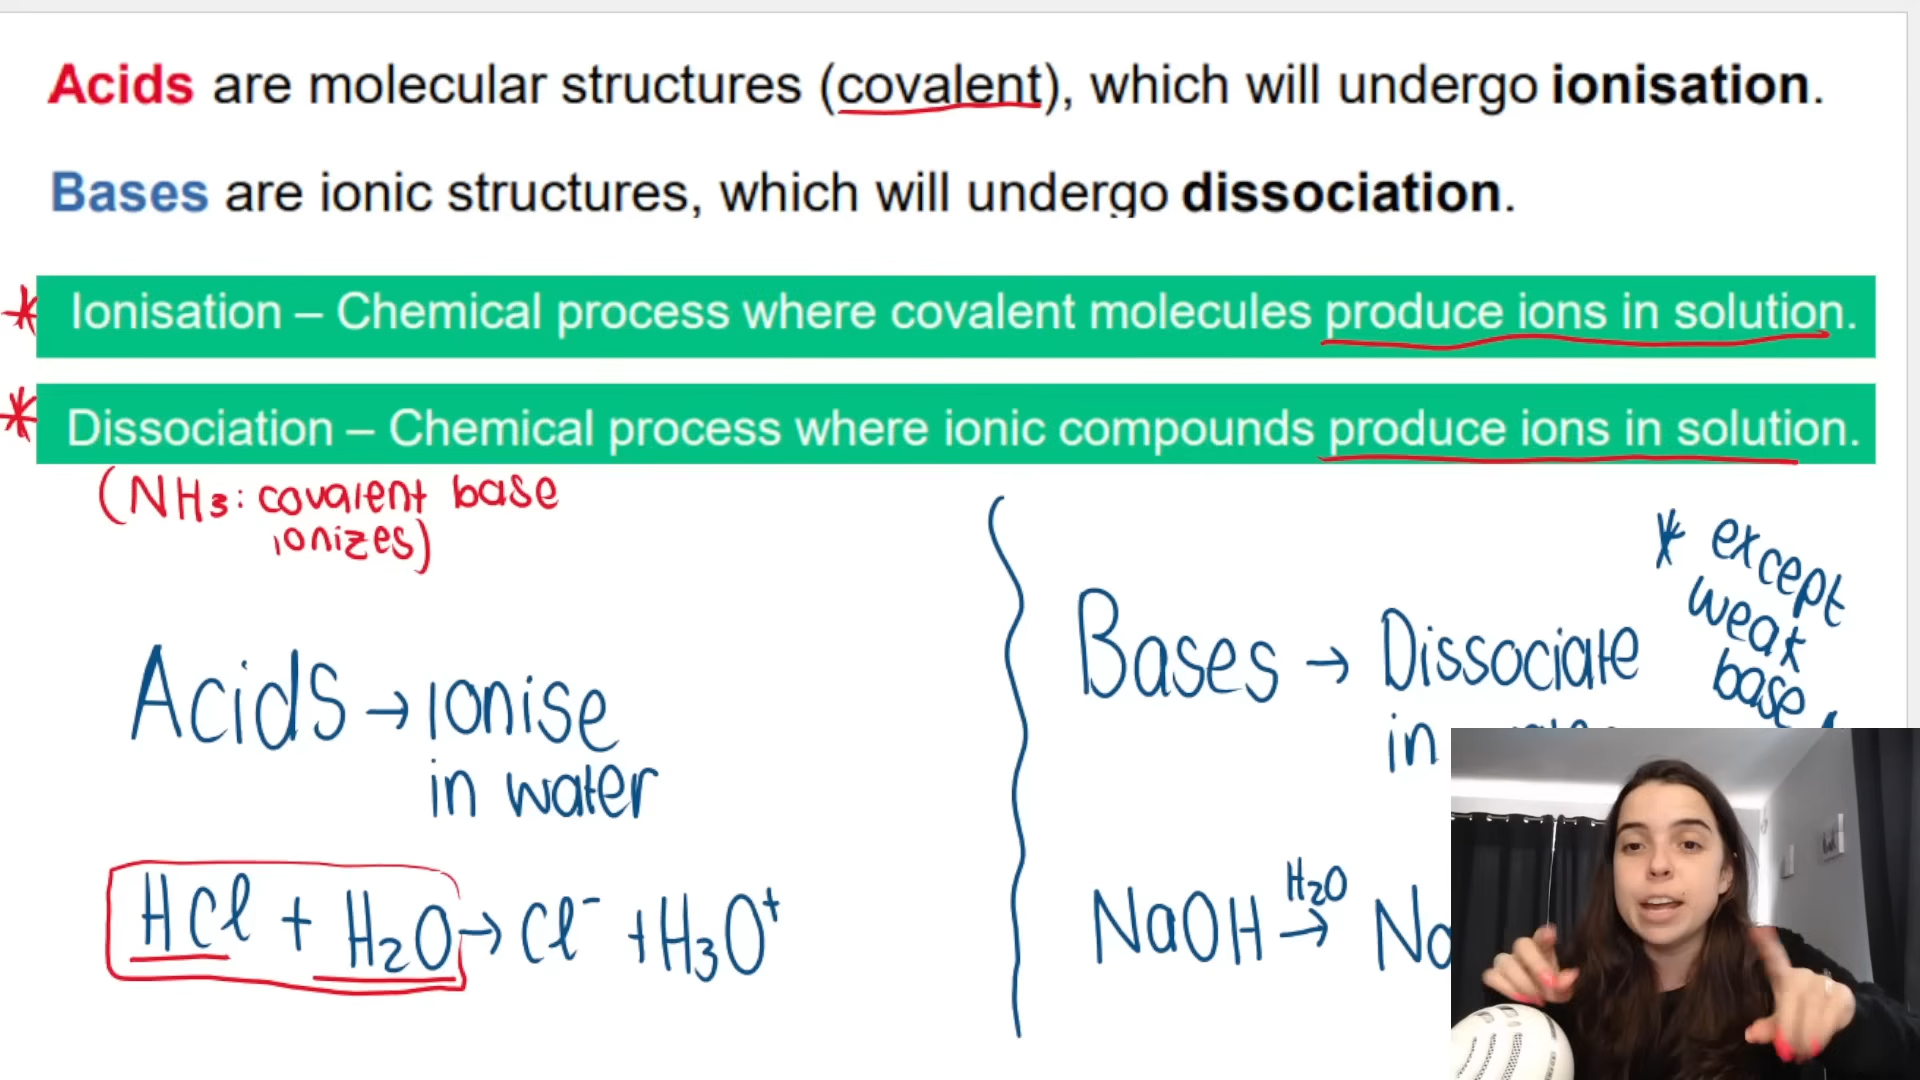 Acids are molecular structures (covalent), which will undergo ionisation.
Bases are ionic structures, which will undergo dissociation.
* Ionisation – Chemical process where covalent molecules produce ions in solution.
* Dissociation – Chemical process where ionic compounds produce ions in solution.
(NH₃: covalent base
ionizes)
Acids → ionise
in water
HCl + H₂O → Cl⁻ + H₃O⁺
* except
weak
base
Bases → Dissociate
in
NaOH H₂O→ Na